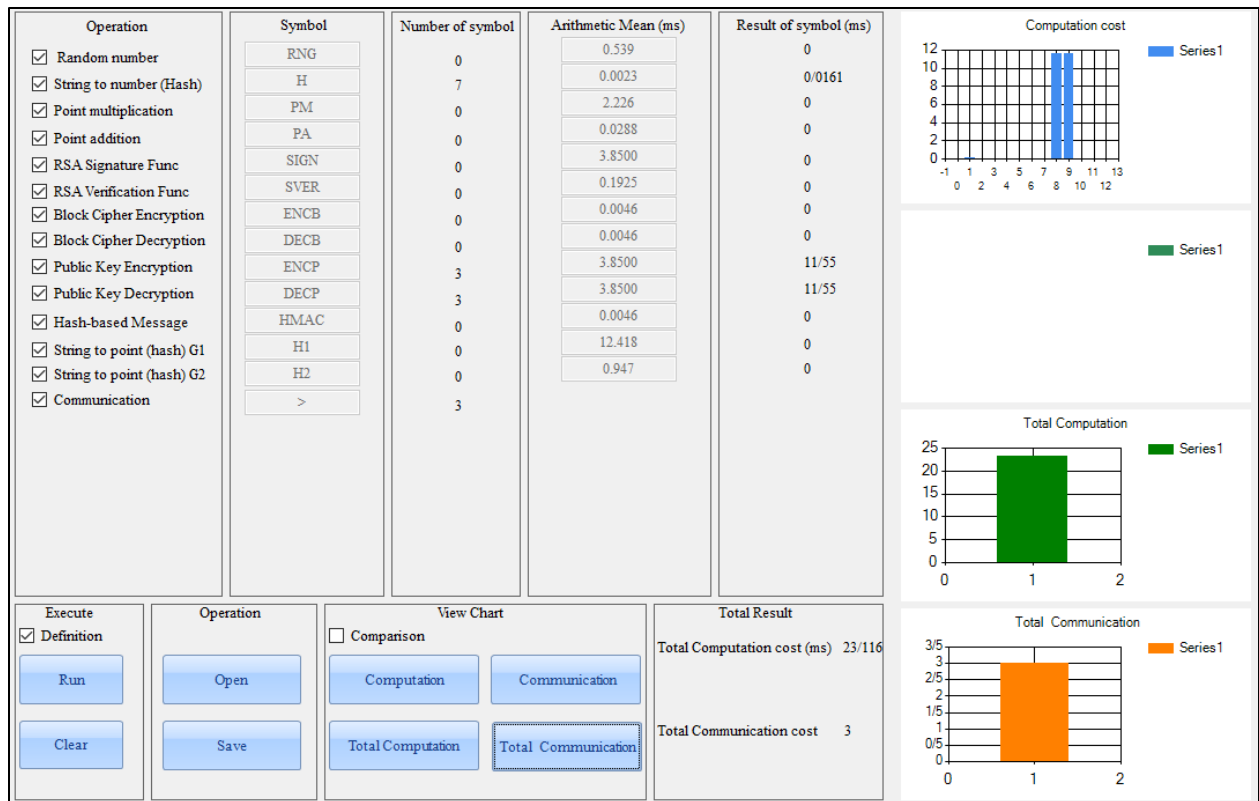 Operation Symbol Number of symbol Arithmetic Mean (ms) Result of symbol (ms)
Random number RNG 0 0.539 0
String to number (Hash) H 7 0.0023 0/0161
Point multiplication PM 0 2.226 0
Point addition PA 0 0.0288 0
RSA Signature Func SIGN 0 3.8500 0
RSA Verification Func SVER 0 0.1925 0
Block Cipher Encryption ENCB 0 0.0046 0
Block Cipher Decryption DECB 0 0.0046 0
Public Key Encryption ENCP 3 3.8500 11/55
Public Key Decryption DECP 3 3.8500 11/55
Hash-based Message HMAC 0 0.0046 0
String to point (hash) G1 H1 0 12.418 0
String to point (hash) G2 H2 0 0.947 0
Communication > 3
Computation cost
Series1
12
10
8
6
4
2
0
-1 1 3 5 7 9 11 13
0 2 4 6 8 10 12
Series1
Total Computation
Series1
25
20
15
10
5
0
0 1 2
Execute
Definition
Run
Clear
Operation
Open
Save
View Chart
Comparison
Computation Communication
Total Computation Total Communication
Total Result
Total Computation cost (ms) 23/116
Total Communication cost 3
Total Communication
Series1
3/5
3
2/5
2
1/5
1
0/5
0
0 1 2